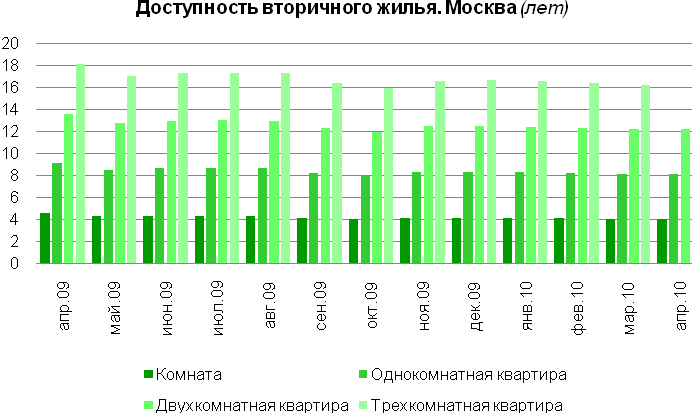 Доступность вторичного жилья. Москва (лет)
20
18
16
14
12
10
8
6
4
2
0
апр.09
май.09
июн.09
июл.09
авг.09
сен.09
окт.09
ноя.09
дек.09
янв.10
фев.10
мар.10
апр.10
Комната
Однокомнатная квартира
Двухкомнатная квартира
Трехкомнатная квартира